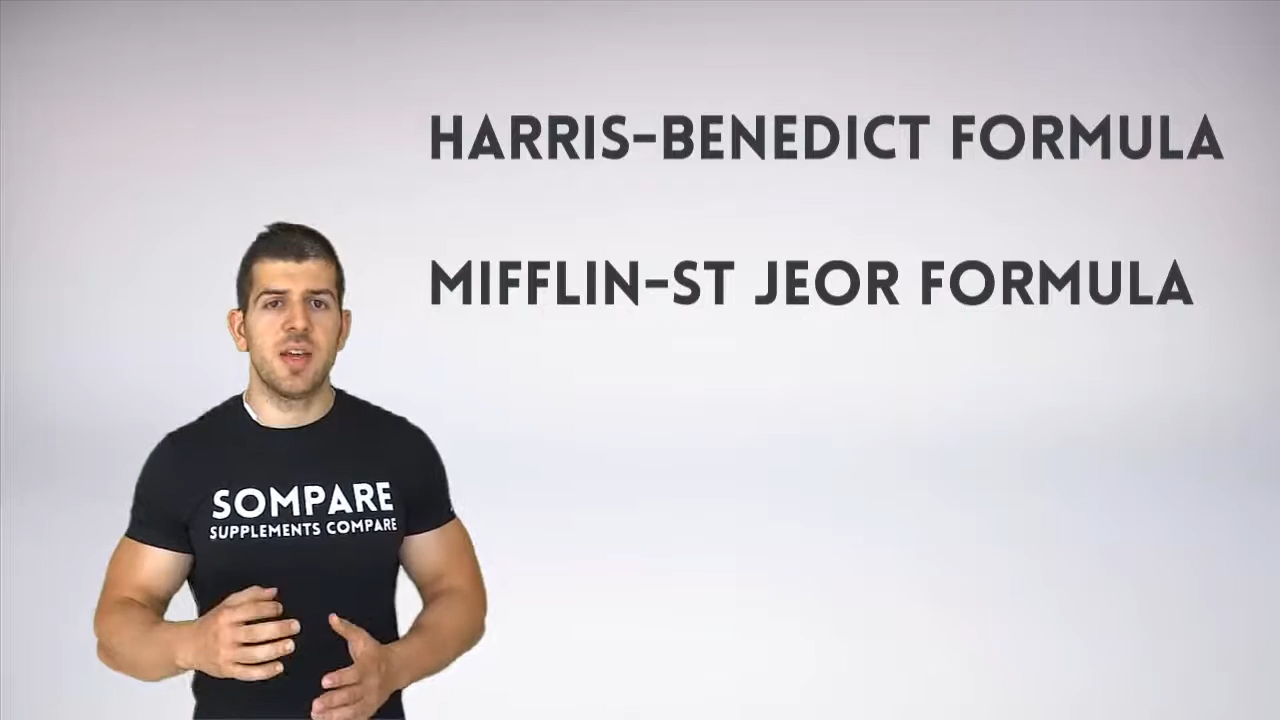 HARRIS-BENEDICT FORMULA
MIFFLIN-ST JEOR FORMULA
SOMPARE
SUPPLEMENTS COMPARE